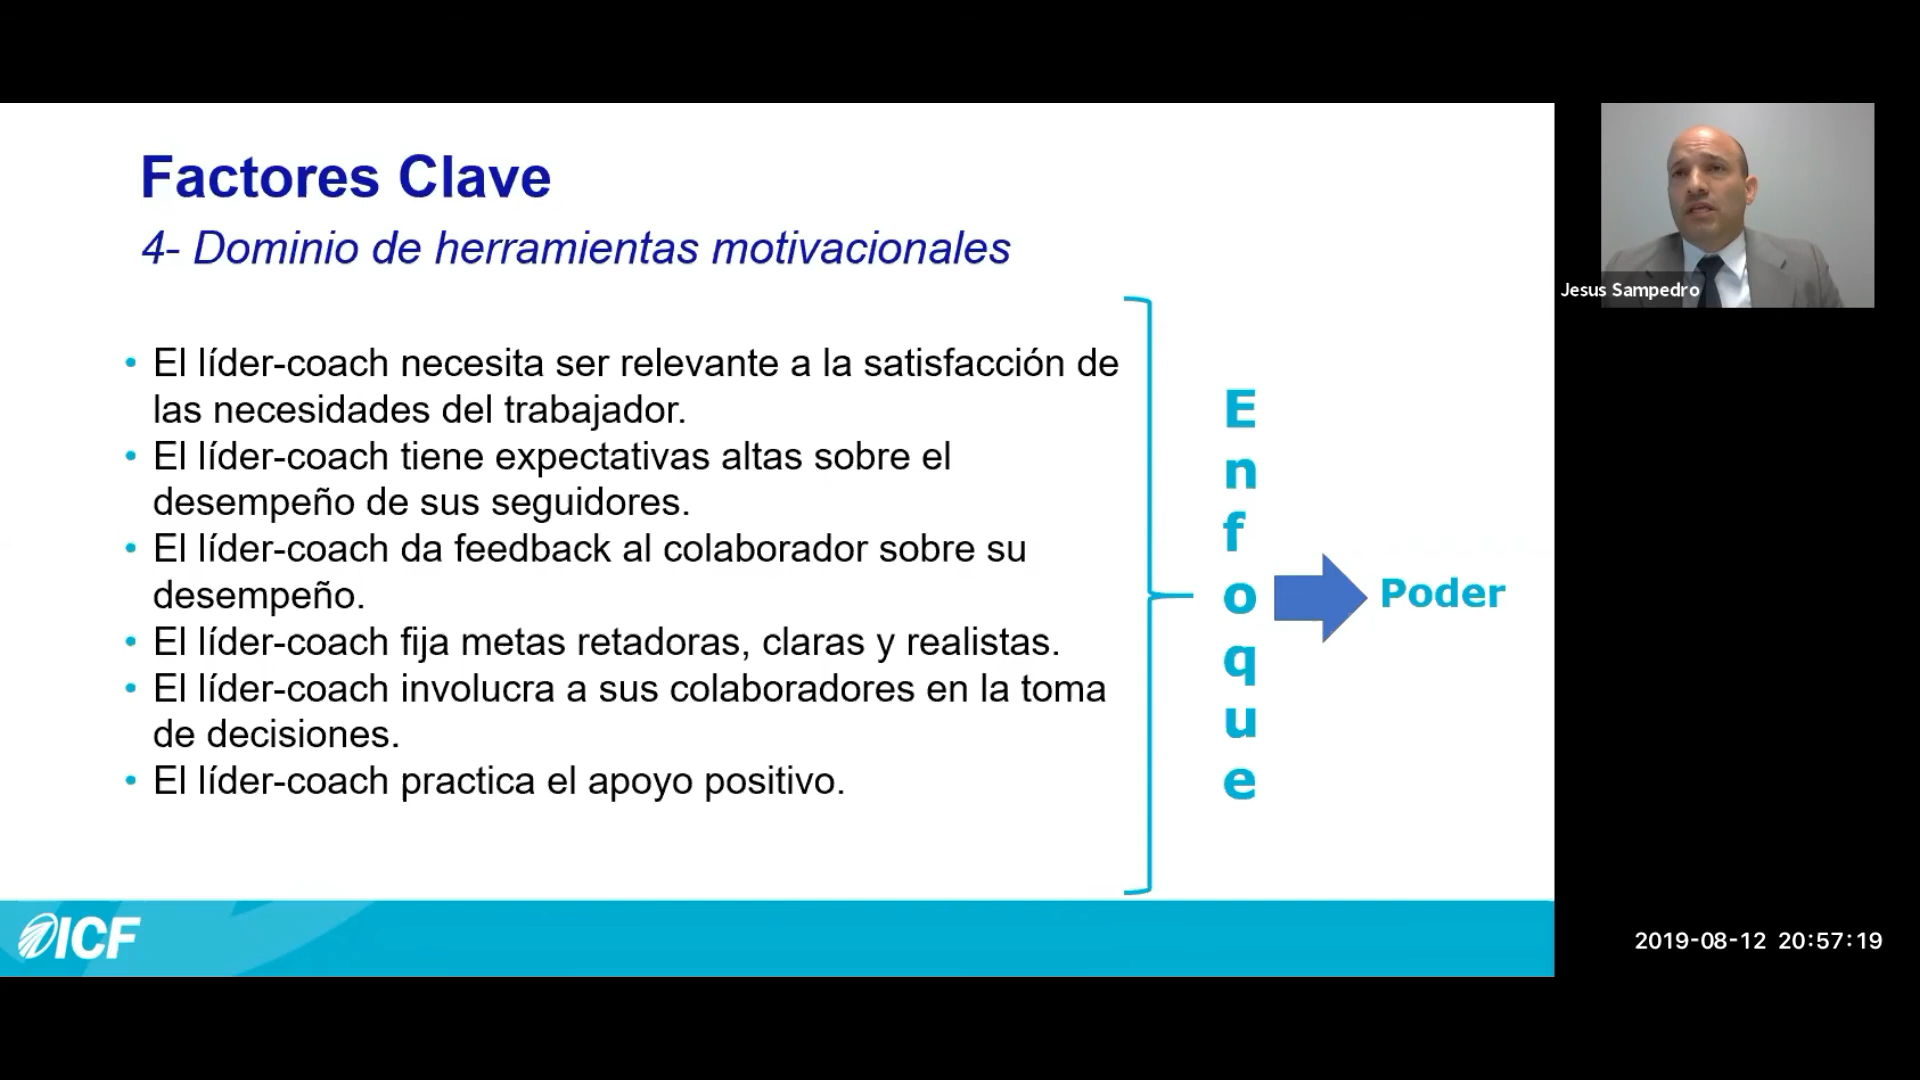 Factores Clave
4- Dominio de herramientas motivacionales
• El líder-coach necesita ser relevante a la satisfacción de
las necesidades del trabajador.
• El líder-coach tiene expectativas altas sobre el
desempeño de sus seguidores.
• El líder-coach da feedback al colaborador sobre su
desempeño.
• El líder-coach fija metas retadoras, claras y realistas.
• El líder-coach involucra a sus colaboradores en la toma
de decisiones.
• El líder-coach practica el apoyo positivo.
Enfoque
Poder
Jesus Sampedro
ICF
2019-08-12 20:57:19